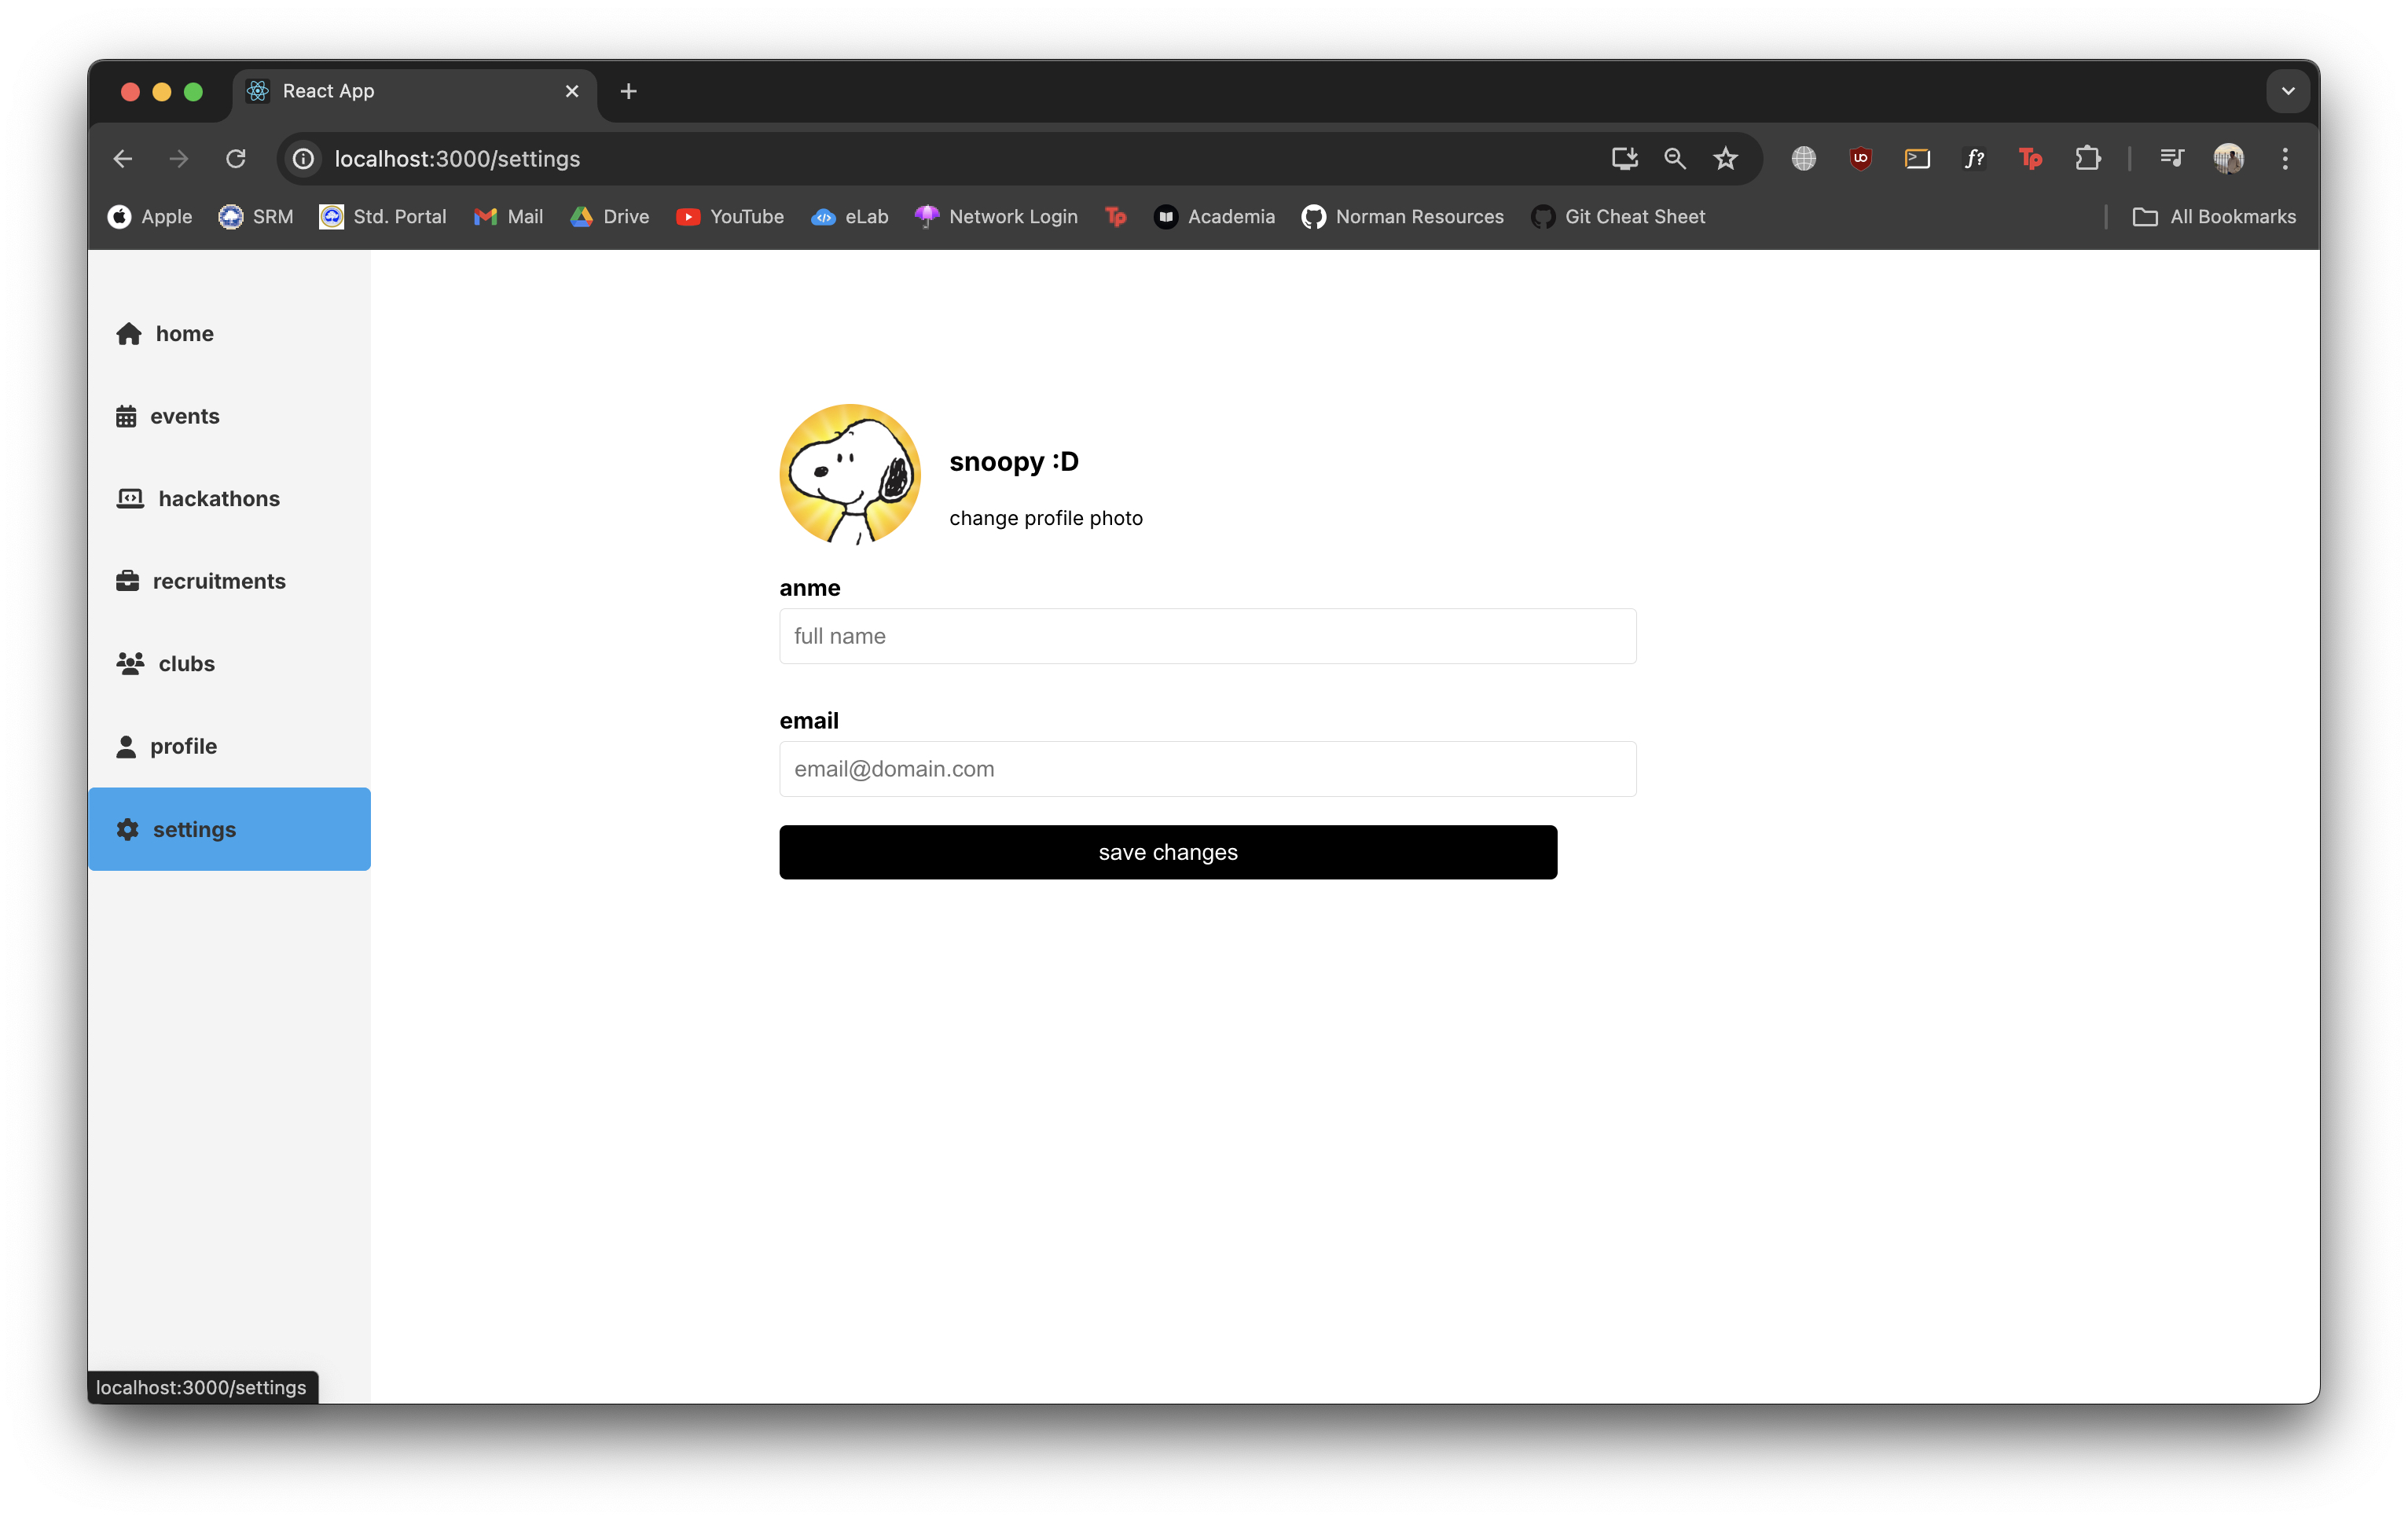 React App
localhost:3000/settings
Apple SRM Std. Portal Mail Drive YouTube eLab Network Login Tp Academia Norman Resources Git Cheat Sheet All Bookmarks
home
events
hackathons
recruitments
clubs
profile
settings
snoopy :D
change profile photo
anme
full name
email
email@domain.com
save changes
localhost:3000/settings